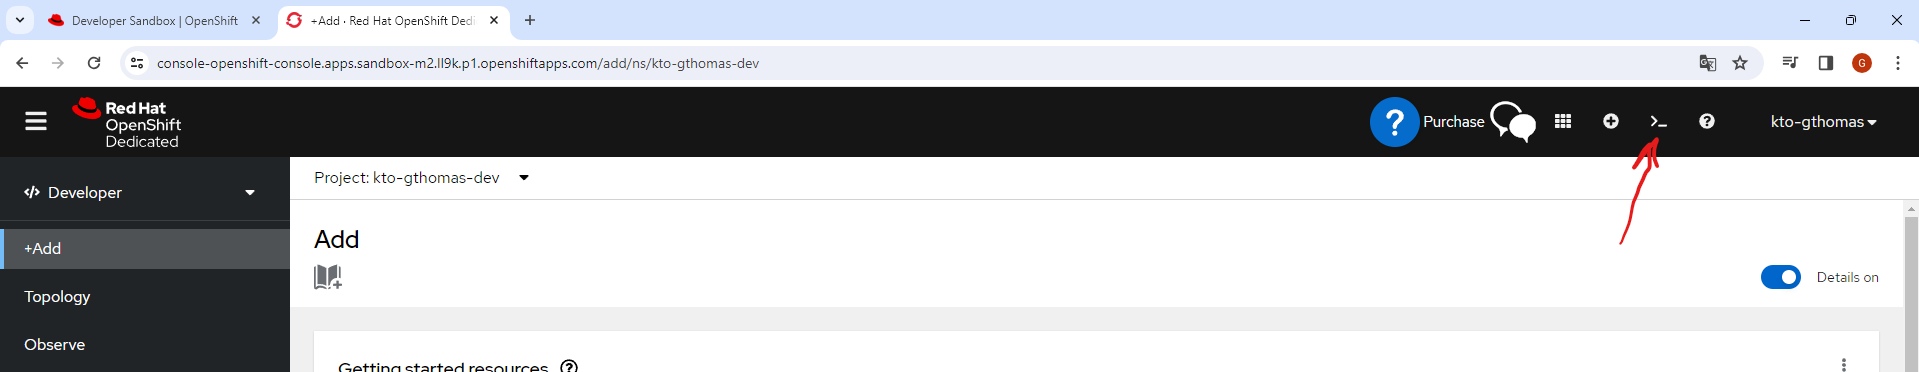 Developer Sandbox | OpenShift
+Add · Red Hat OpenShift Dedi
console-openshift-console.apps.sandbox-m2.ll9k.p1.openshiftapps.com/add/ns/kto-gthomas-dev
G
Red Hat
OpenShift
Dedicated
? Purchase
kto-gthomas
Developer
Project: kto-gthomas-dev
+Add
Add
Details on
Topology
Observe
Getting started resources